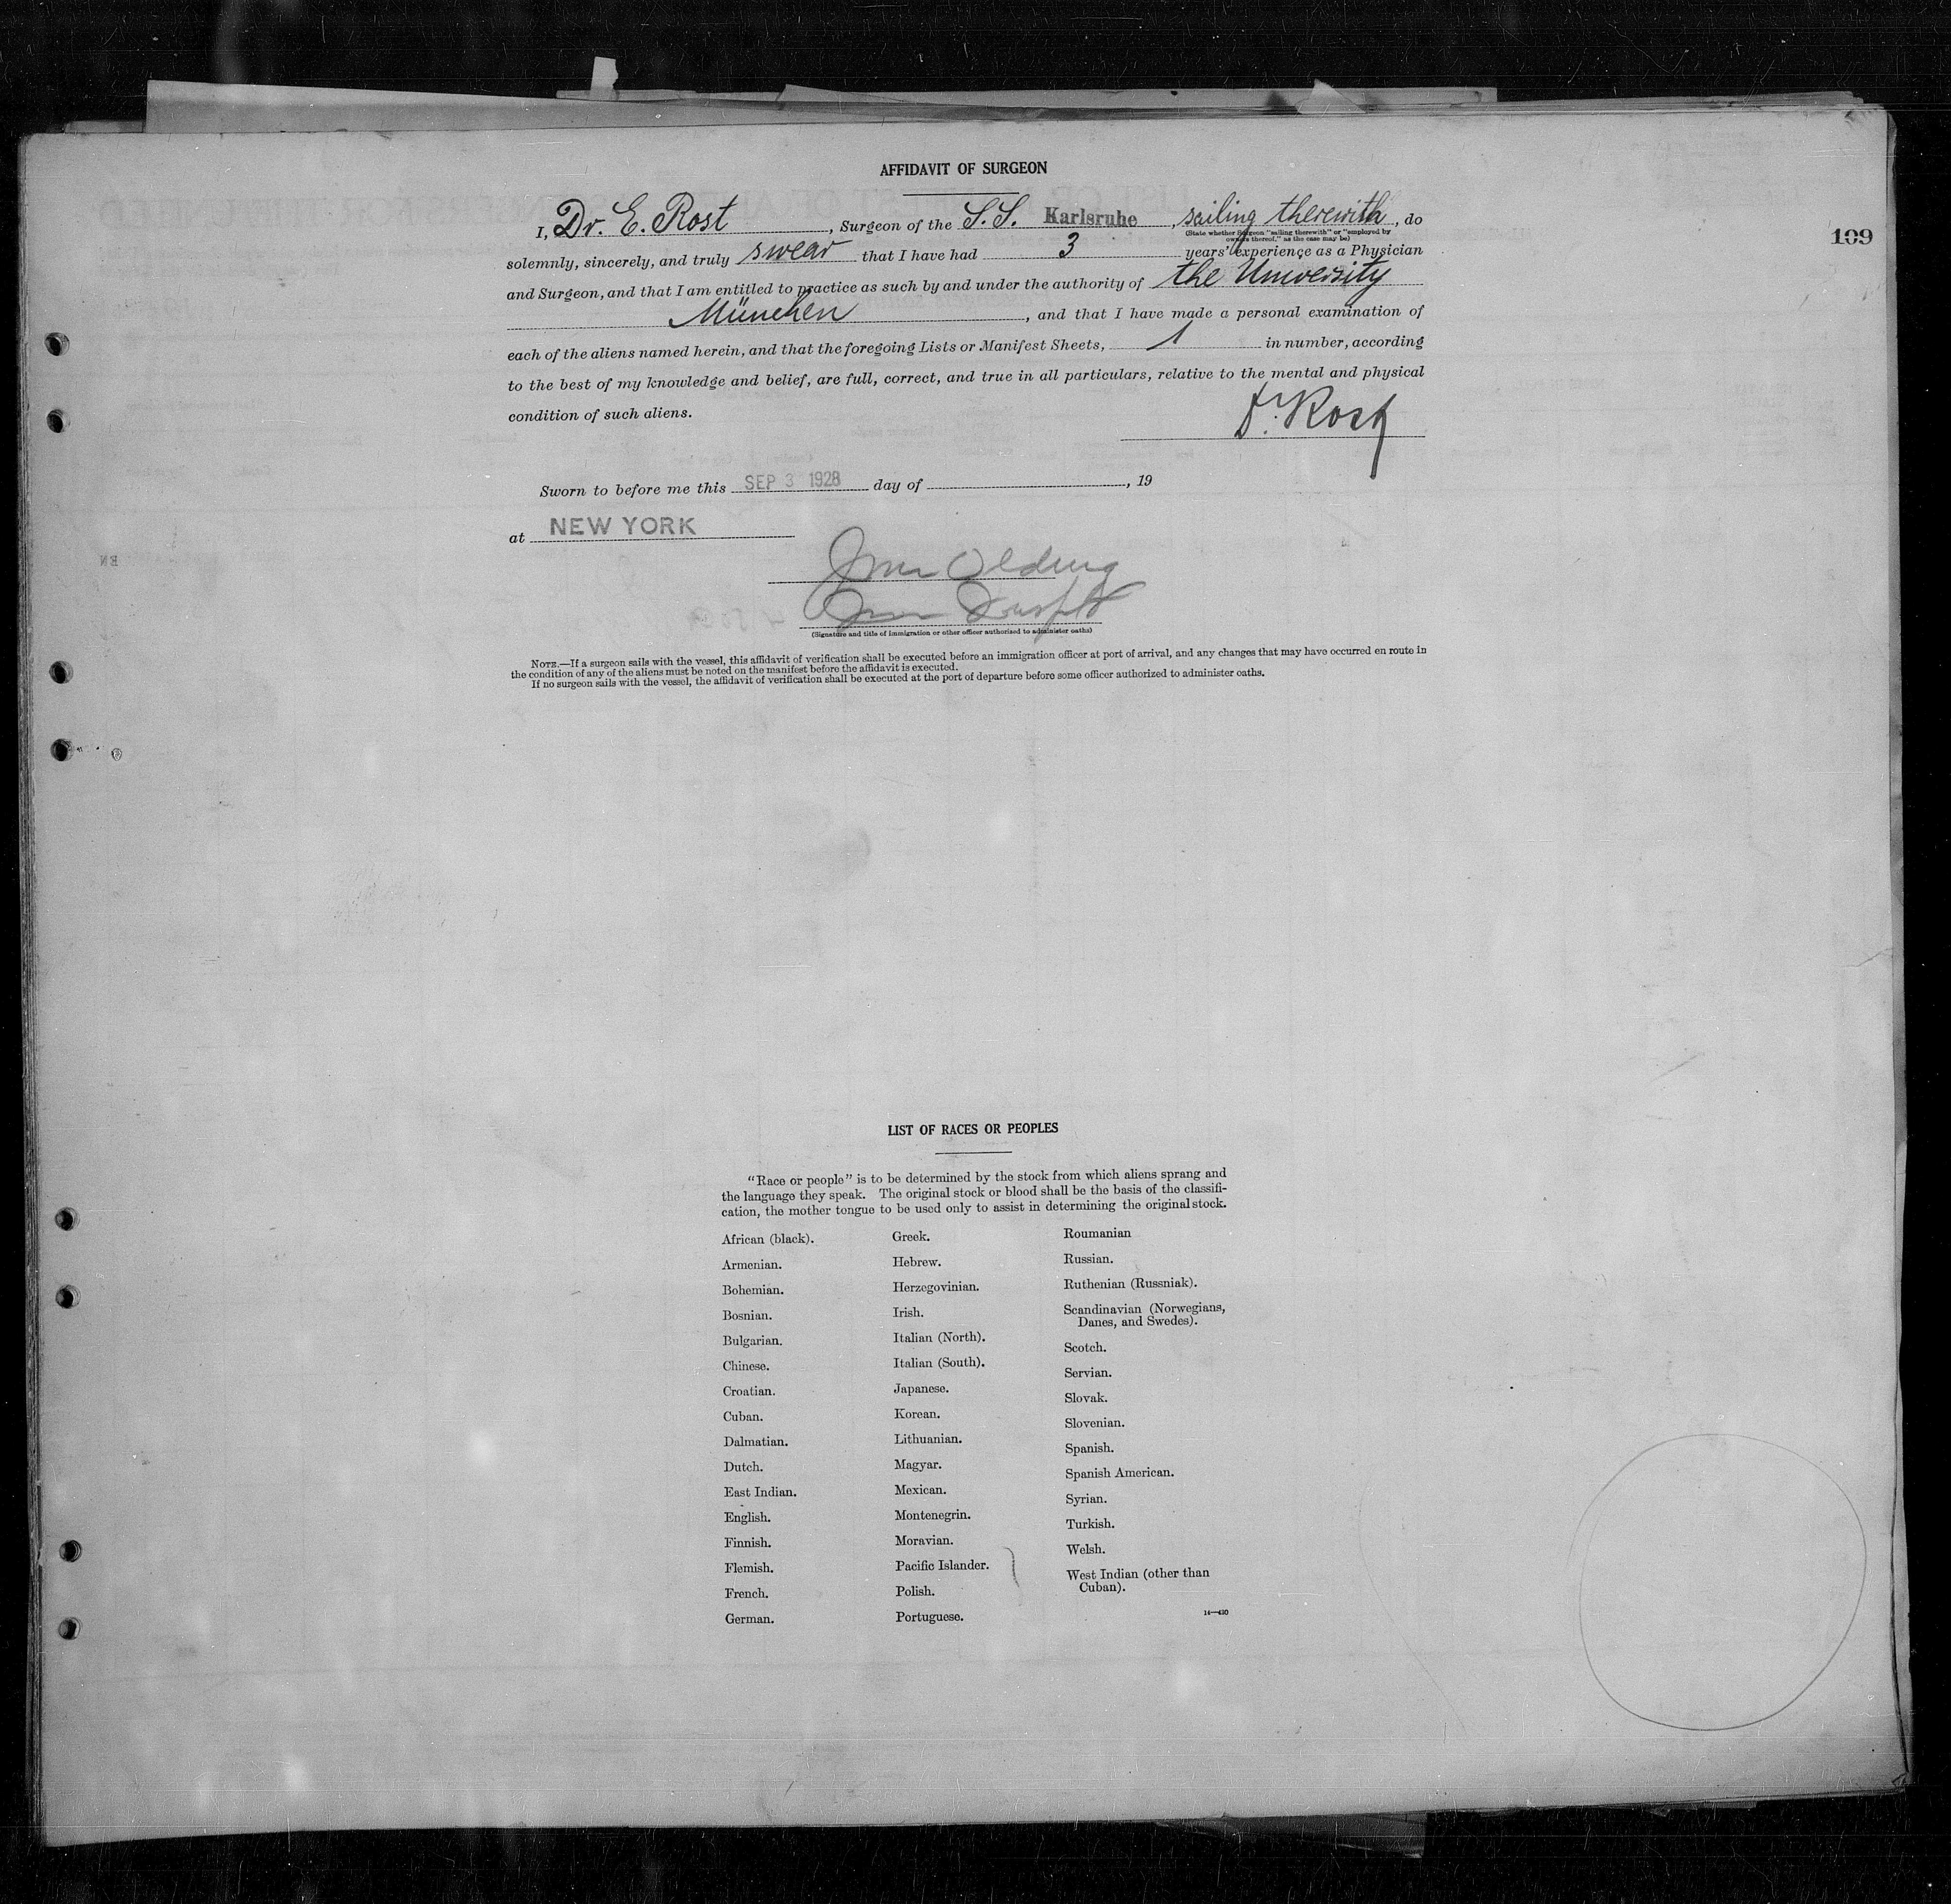 AFFIDAVIT OF SURGEON
109
I, Dr. E. Rost, Surgeon of the S.S. Karlsruhe, sailing therewith, do
(State whether Surgeon "sailing therewith" or "employed by
owners thereof," as the case may be)
solemnly, sincerely, and truly swear that I have had 3 years' experience as a Physician
and Surgeon, and that I am entitled to practice as such by and under the authority of the University
München, and that I have made a personal examination of
each of the aliens named herein, and that the foregoing Lists or Manifest Sheets, 1 in number, according
to the best of my knowledge and belief, are full, correct, and true in all particulars, relative to the mental and physical
condition of such aliens.
Dr. Rost
Sworn to before me this SEP 3 1928 day of , 19
at NEW YORK
(Signature and title of immigration or other officer authorized to administer oaths)
NOTE.—If a surgeon sails with the vessel, this affidavit of verification shall be executed before an immigration officer at port of arrival, and any changes that may have occurred en route in
the condition of any of the aliens must be noted on the manifest before the affidavit is executed.
If no surgeon sails with the vessel, the affidavit of verification shall be executed at the port of departure before some officer authorized to administer oaths.
LIST OF RACES OR PEOPLES
"Race or people" is to be determined by the stock from which aliens sprang and
the language they speak. The original stock or blood shall be the basis of the classifi-
cation, the mother tongue to be used only to assist in determining the original stock.
African (black).
Armenian.
Bohemian.
Bosnian.
Bulgarian.
Chinese.
Croatian.
Cuban.
Dalmatian.
Dutch.
East Indian.
English.
Finnish.
Flemish.
French.
German.
Greek.
Hebrew.
Herzegovinian.
Irish.
Italian (North).
Italian (South).
Japanese.
Korean.
Lithuanian.
Magyar.
Mexican.
Montenegrin.
Moravian.
Pacific Islander.
Polish.
Portuguese.
Roumanian
Russian.
Ruthenian (Russniak).
Scandinavian (Norwegians,
Danes, and Swedes).
Scotch.
Servian.
Slovak.
Slovenian.
Spanish.
Spanish American.
Syrian.
Turkish.
Welsh.
West Indian (other than
Cuban).
14—430